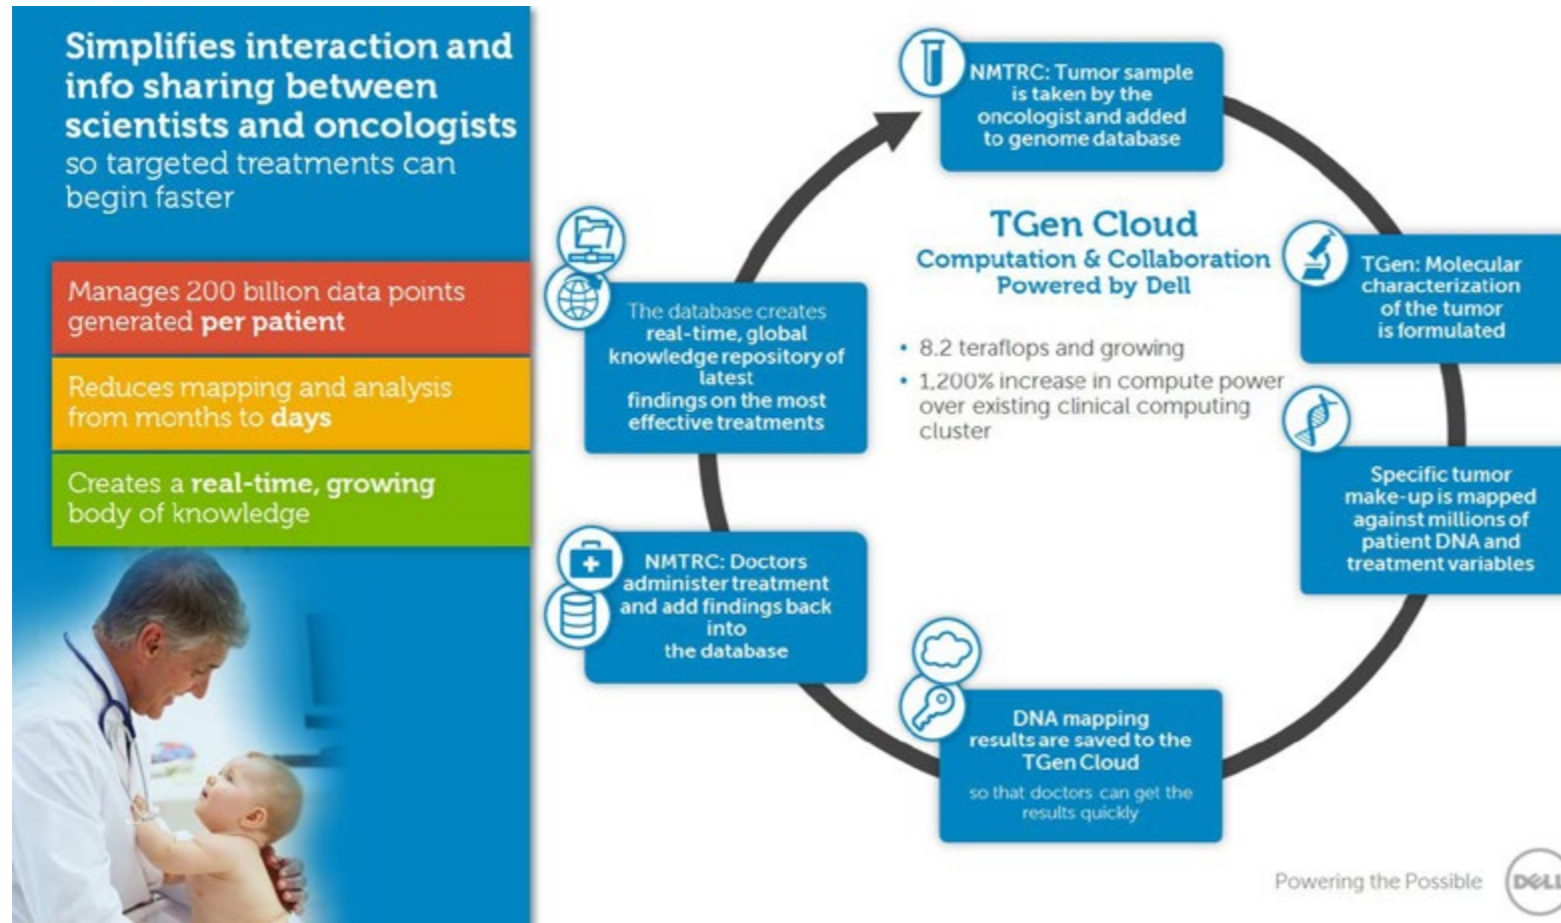 Simplifies interaction and
info sharing between
scientists and oncologists
so targeted treatments can
begin faster
Manages 200 billion data points
generated per patient
Reduces mapping and analysis
from months to days
Creates a real-time, growing
body of knowledge
NMTRC: Tumor sample
is taken by the
oncologist and added
to genome database
TGen Cloud
Computation & Collaboration
Powered by Dell
• 8.2 teraflops and growing
• 1,200% increase in compute power
over existing clinical computing
cluster
TGen: Molecular
characterization
of the tumor
is formulated
Specific tumor
make-up is mapped
against millions of
patient DNA and
treatment variables
DNA mapping
results are saved to the
TGen Cloud
so that doctors can get the
results quickly
NMTRC: Doctors
administer treatment
and add findings back
into
the database
The database creates
real-time, global
knowledge repository of
latest
findings on the most
effective treatments
Powering the Possible
DELL